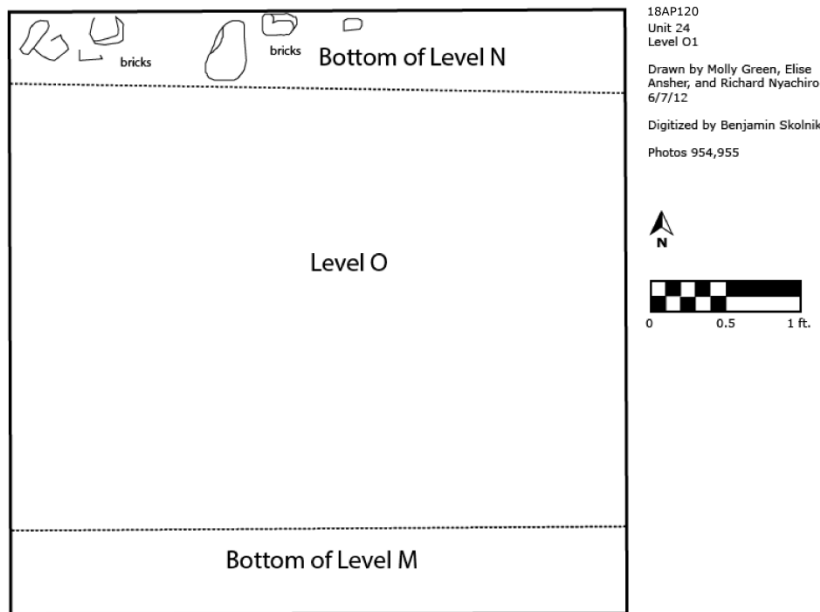 18AP120
Unit 24
Level O1
Drawn by Molly Green, Elise
Ansher, and Richard Nyachiro
6/7/12
Digitized by Benjamin Skolnik
Photos 954,955
bricks
bricks
Bottom of Level N
Level O
Bottom of Level M
N
0 0.5 1 ft.